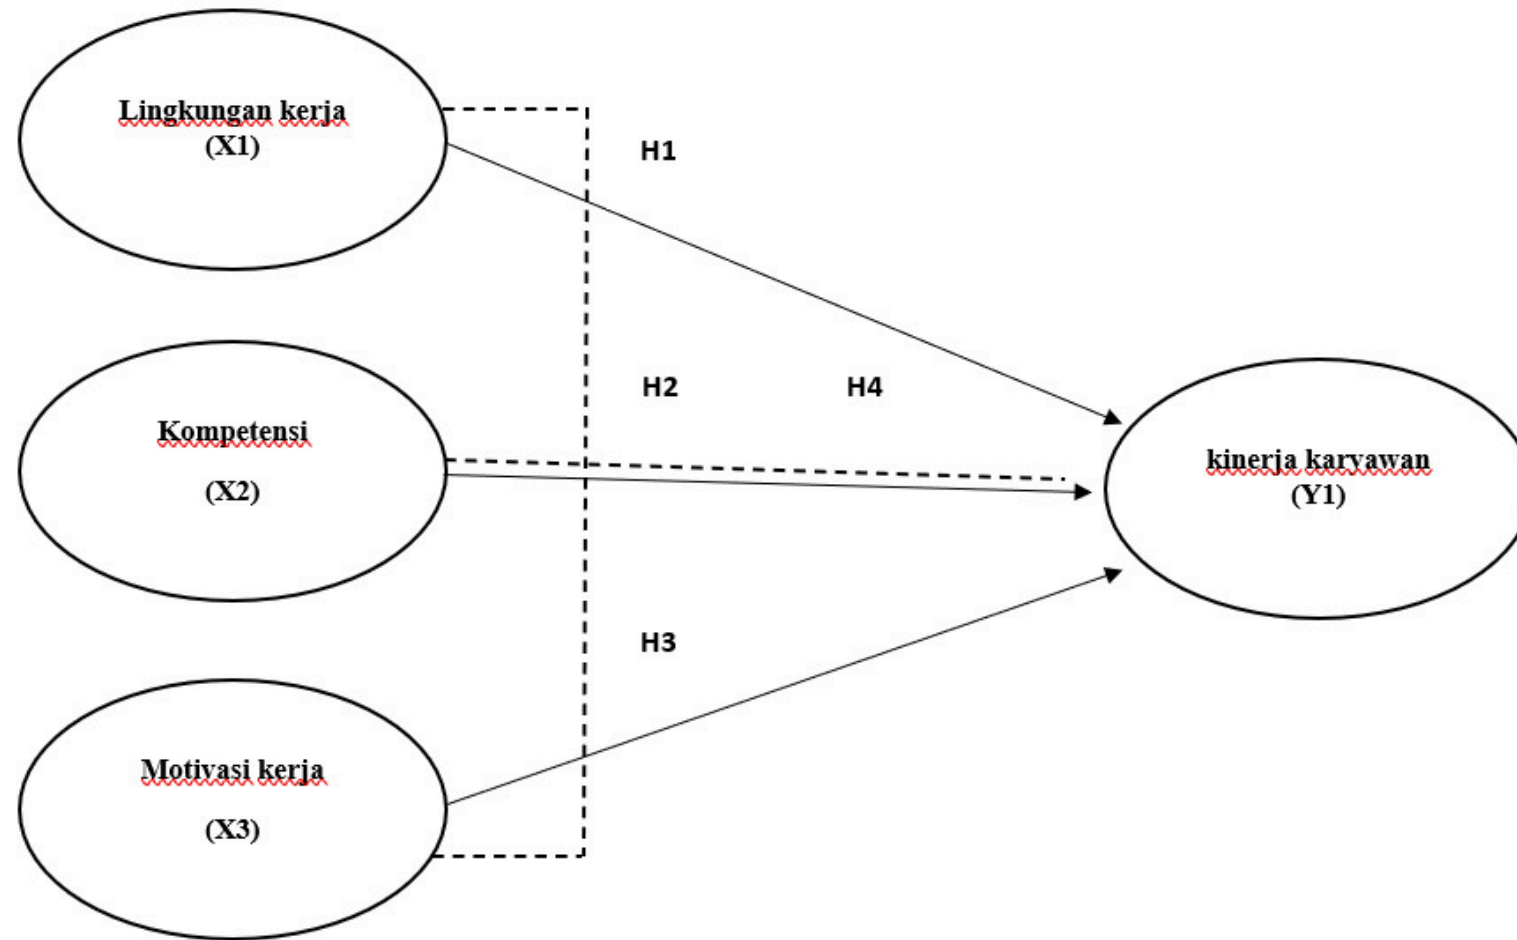 Lingkungan kerja
(X1)
H1
H2
H4
Kompetensi
(X2)
kinerja karyawan
(Y1)
H3
Motivasi kerja
(X3)